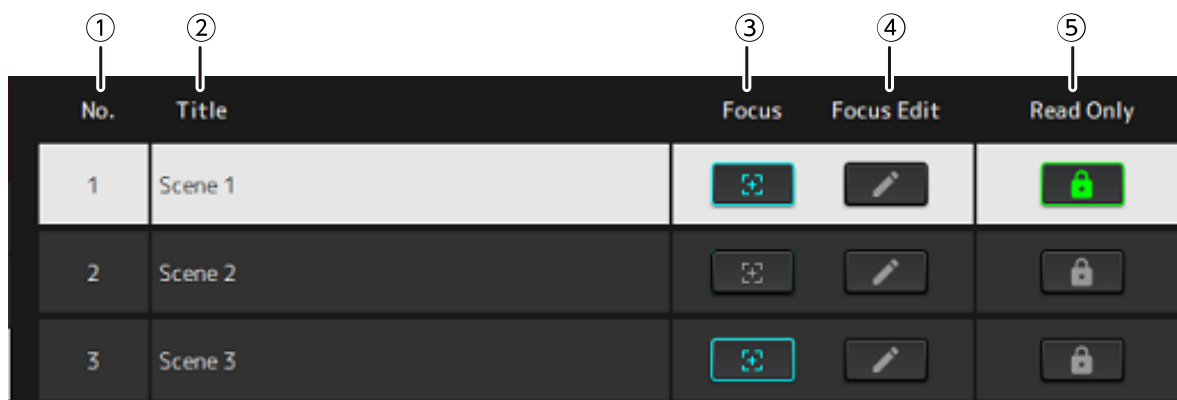 ① ② ③ ④ ⑤
No. Title Focus Focus Edit Read Only
1 Scene 1
2 Scene 2
3 Scene 3